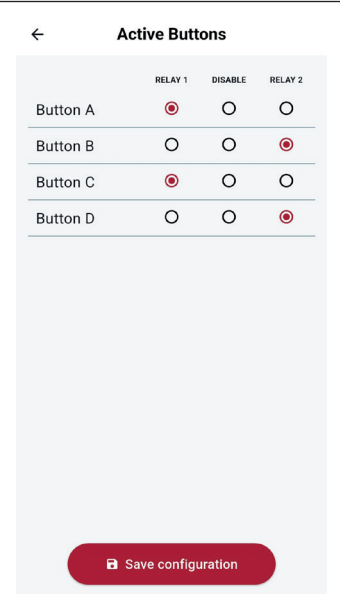 Active Buttons
RELAY 1 DISABLE RELAY 2
Button A
Button B
Button C
Button D
Save configuration